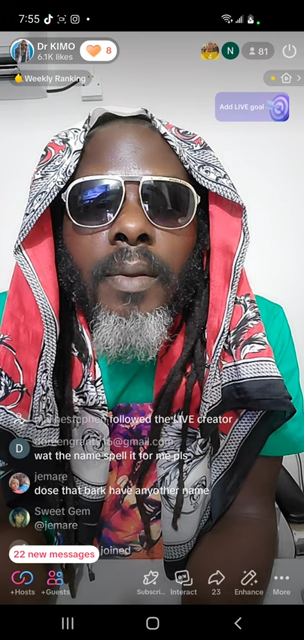 7:55
Dr KIMO
6.1K likes
8
N
81
Weekly Ranking
Add LIVE goal
followed the LIVE creator
D
wat the name spell it for me pls
jemare
dose that bark have anyother name
Sweet Gem
@jemare
22 new messages
joined
+Hosts
+Guests
Subscri...
Interact
23
Enhance
More